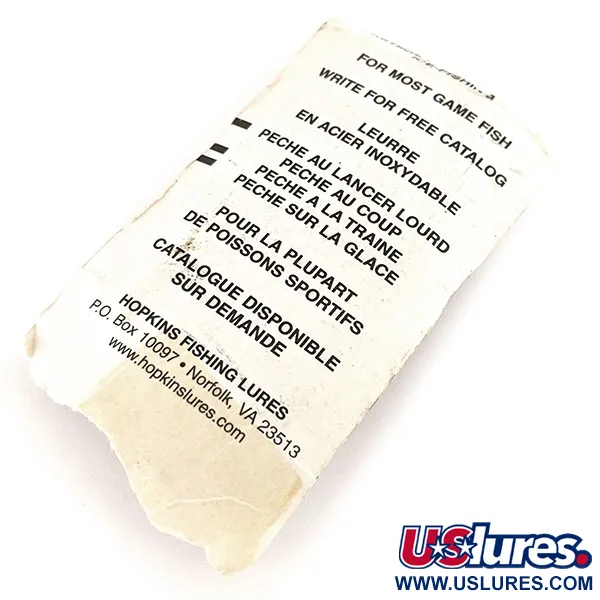 ICE-FISHING
FOR MOST GAME FISH
WRITE FOR FREE CATALOG
LEURRE
EN ACIER INOXYDABLE
PECHE AU LANCER LOURD
PECHE AU COUP
PECHE A LA TRAINE
PECHE SUR LA GLACE
POUR LA PLUPART
DE POISSONS SPORTIFS
CATALOGUE DISPONIBLE
SUR DEMANDE
HOPKINS FISHING LURES
P.O. Box 10097 • Norfolk, VA 23513
www.hopkinslures.com
USlures.
WWW.USLURES.COM